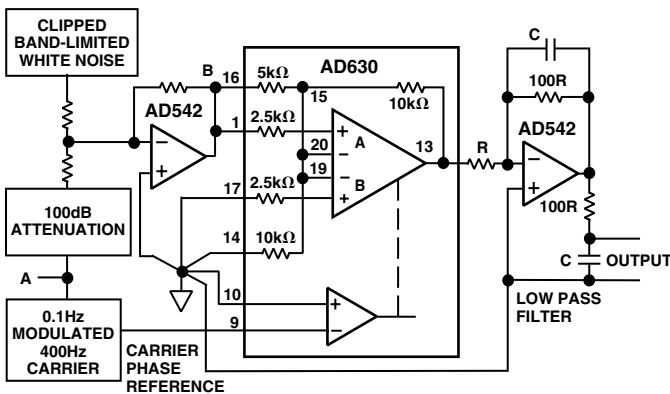 CLIPPED
BAND-LIMITED
WHITE NOISE
B
16
5kΩ
AD630
15
10kΩ
C
100R
AD542
AD542
1
2.5kΩ
20
A
13
R
19
B
17
2.5kΩ
100R
100dB
ATTENUATION
14
10kΩ
A
C
OUTPUT
10
LOW PASS
FILTER
0.1Hz
MODULATED
400Hz
CARRIER
9
CARRIER
PHASE
REFERENCE